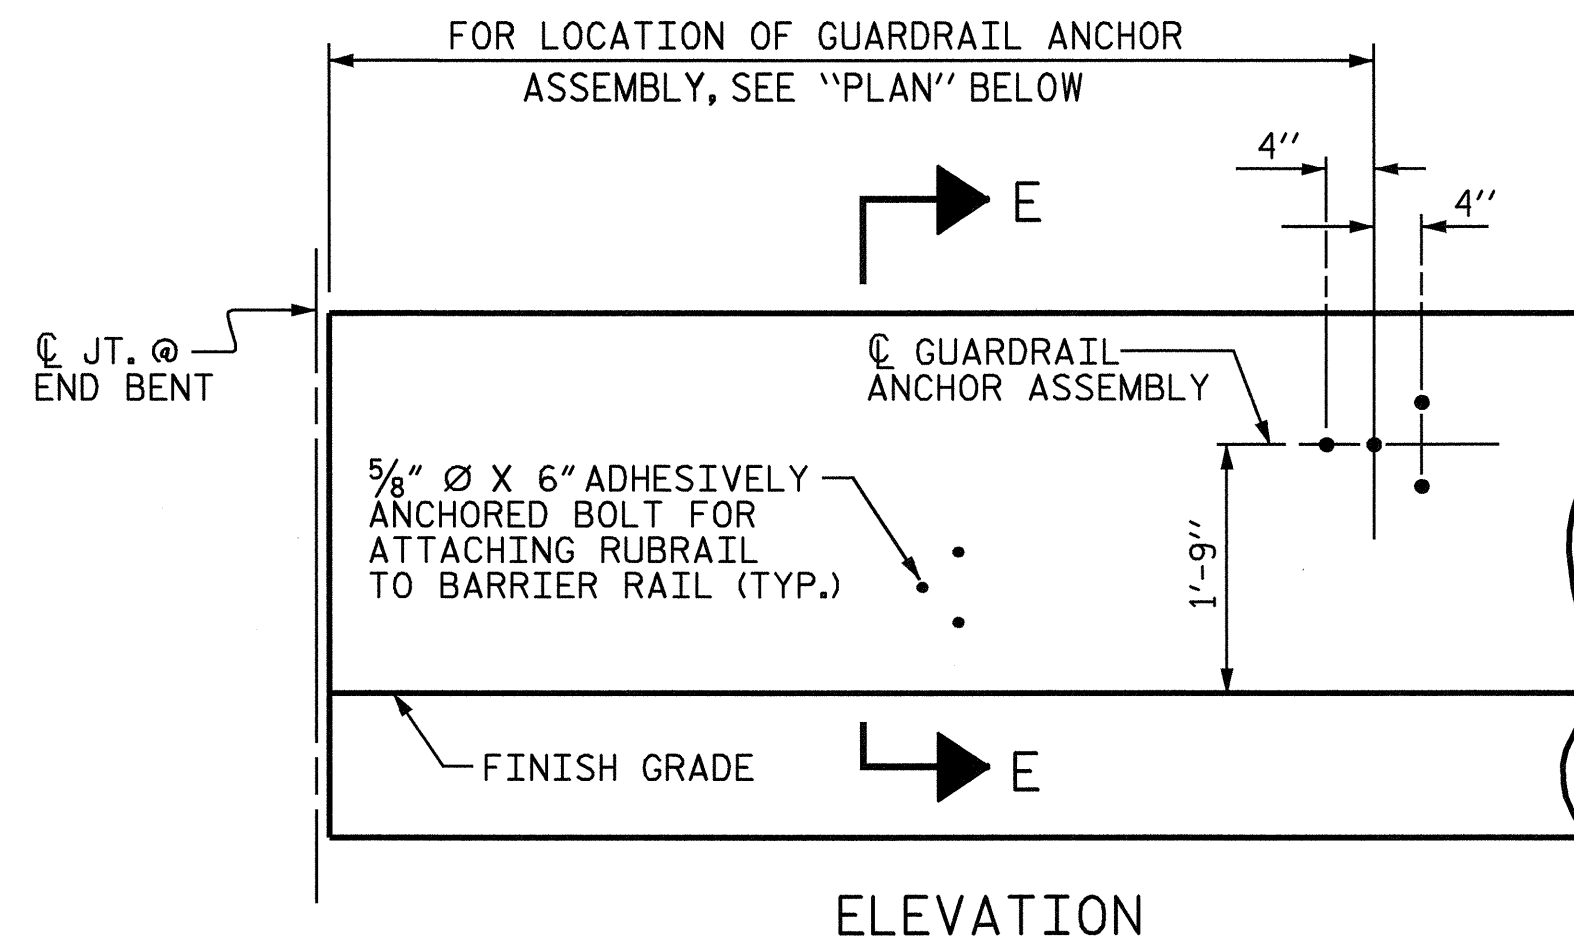 FOR LOCATION OF GUARDRAIL ANCHOR
ASSEMBLY, SEE "PLAN" BELOW
4"
4"
E
℄ JT. @
END BENT
℄ GUARDRAIL
ANCHOR ASSEMBLY
5/8" Ø X 6" ADHESIVELY
ANCHORED BOLT FOR
ATTACHING RUBRAIL
TO BARRIER RAIL (TYP.)
1'-9"
FINISH GRADE
E
ELEVATION